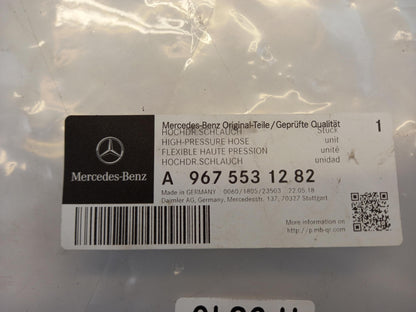 Mercedes-Benz Original-Teile/Geprüfte Qualität
HOCHDR.SCHLAUCH Stück 1
HIGH-PRESSURE HOSE unit
FLEXIBLE HAUTE PRESSION unité
HOCHDR.SCHLAUCH unidad
Mercedes-Benz
A 967 553 12 82
Made in GERMANY 0060/1805/23503 22.05.18
Daimler AG, Germany, Mercedesstr. 137, 70327 Stuttgart
More information on
http://p.mb-qr.com